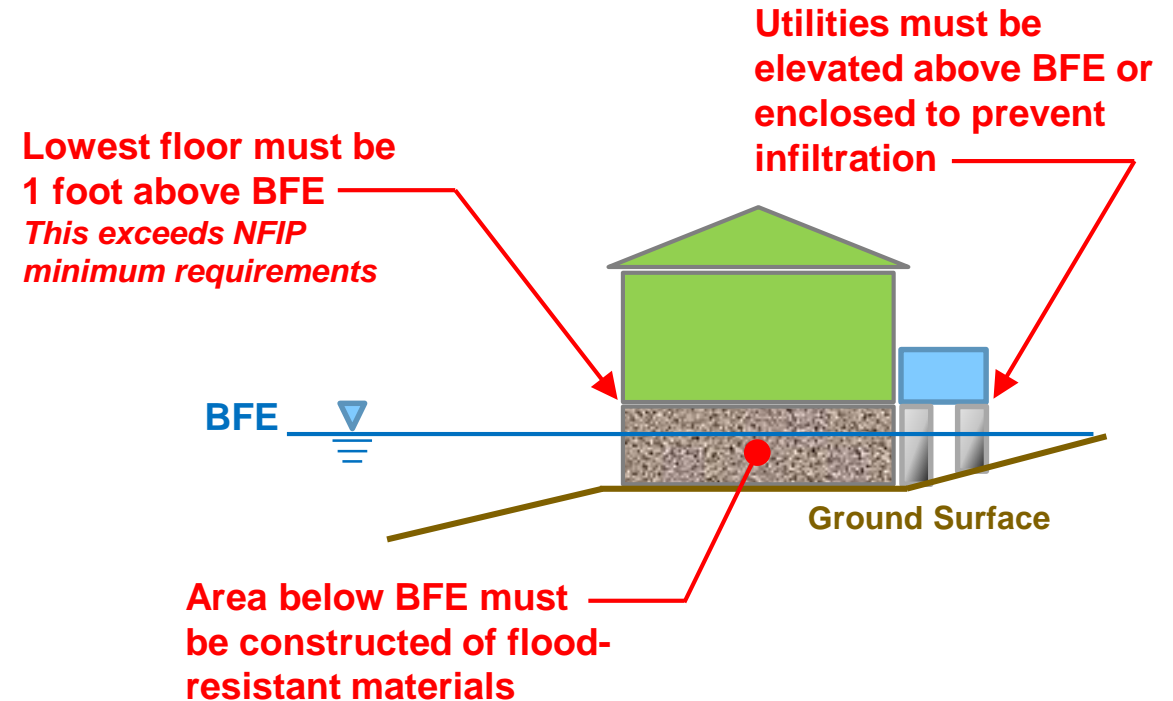 Utilities must be
elevated above BFE or
enclosed to prevent
infiltration
Lowest floor must be
1 foot above BFE
This exceeds NFIP
minimum requirements
BFE
Ground Surface
Area below BFE must
be constructed of flood-
resistant materials